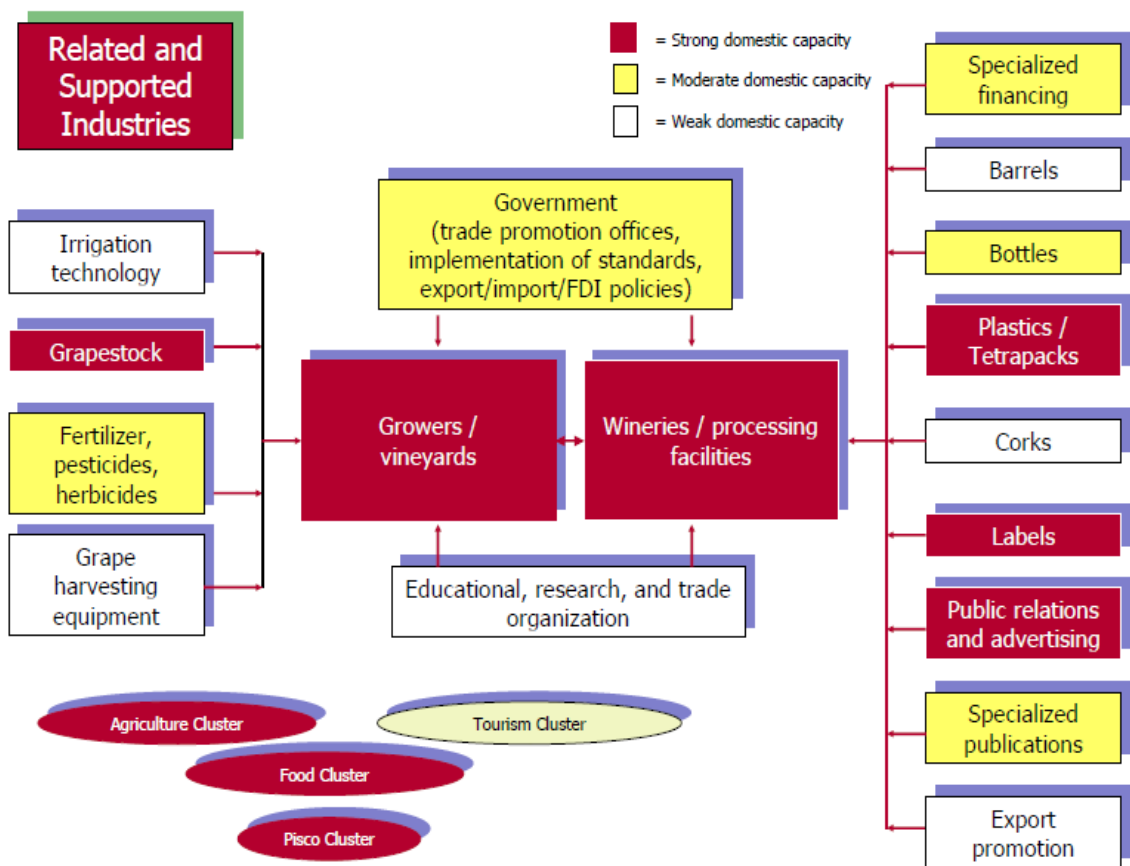 Related and
Supported
Industries
= Strong domestic capacity
= Moderate domestic capacity
= Weak domestic capacity
Irrigation
technology
Grapestock
Fertilizer,
pesticides,
herbicides
Grape
harvesting
equipment
Government
(trade promotion offices,
implementation of standards,
export/import/FDI policies)
Growers /
vineyards
Wineries / processing
facilities
Educational, research, and trade
organization
Specialized
financing
Barrels
Bottles
Plastics /
Tetrapacks
Corks
Labels
Public relations
and advertising
Specialized
publications
Export
promotion
Agriculture Cluster
Tourism Cluster
Food Cluster
Pisco Cluster